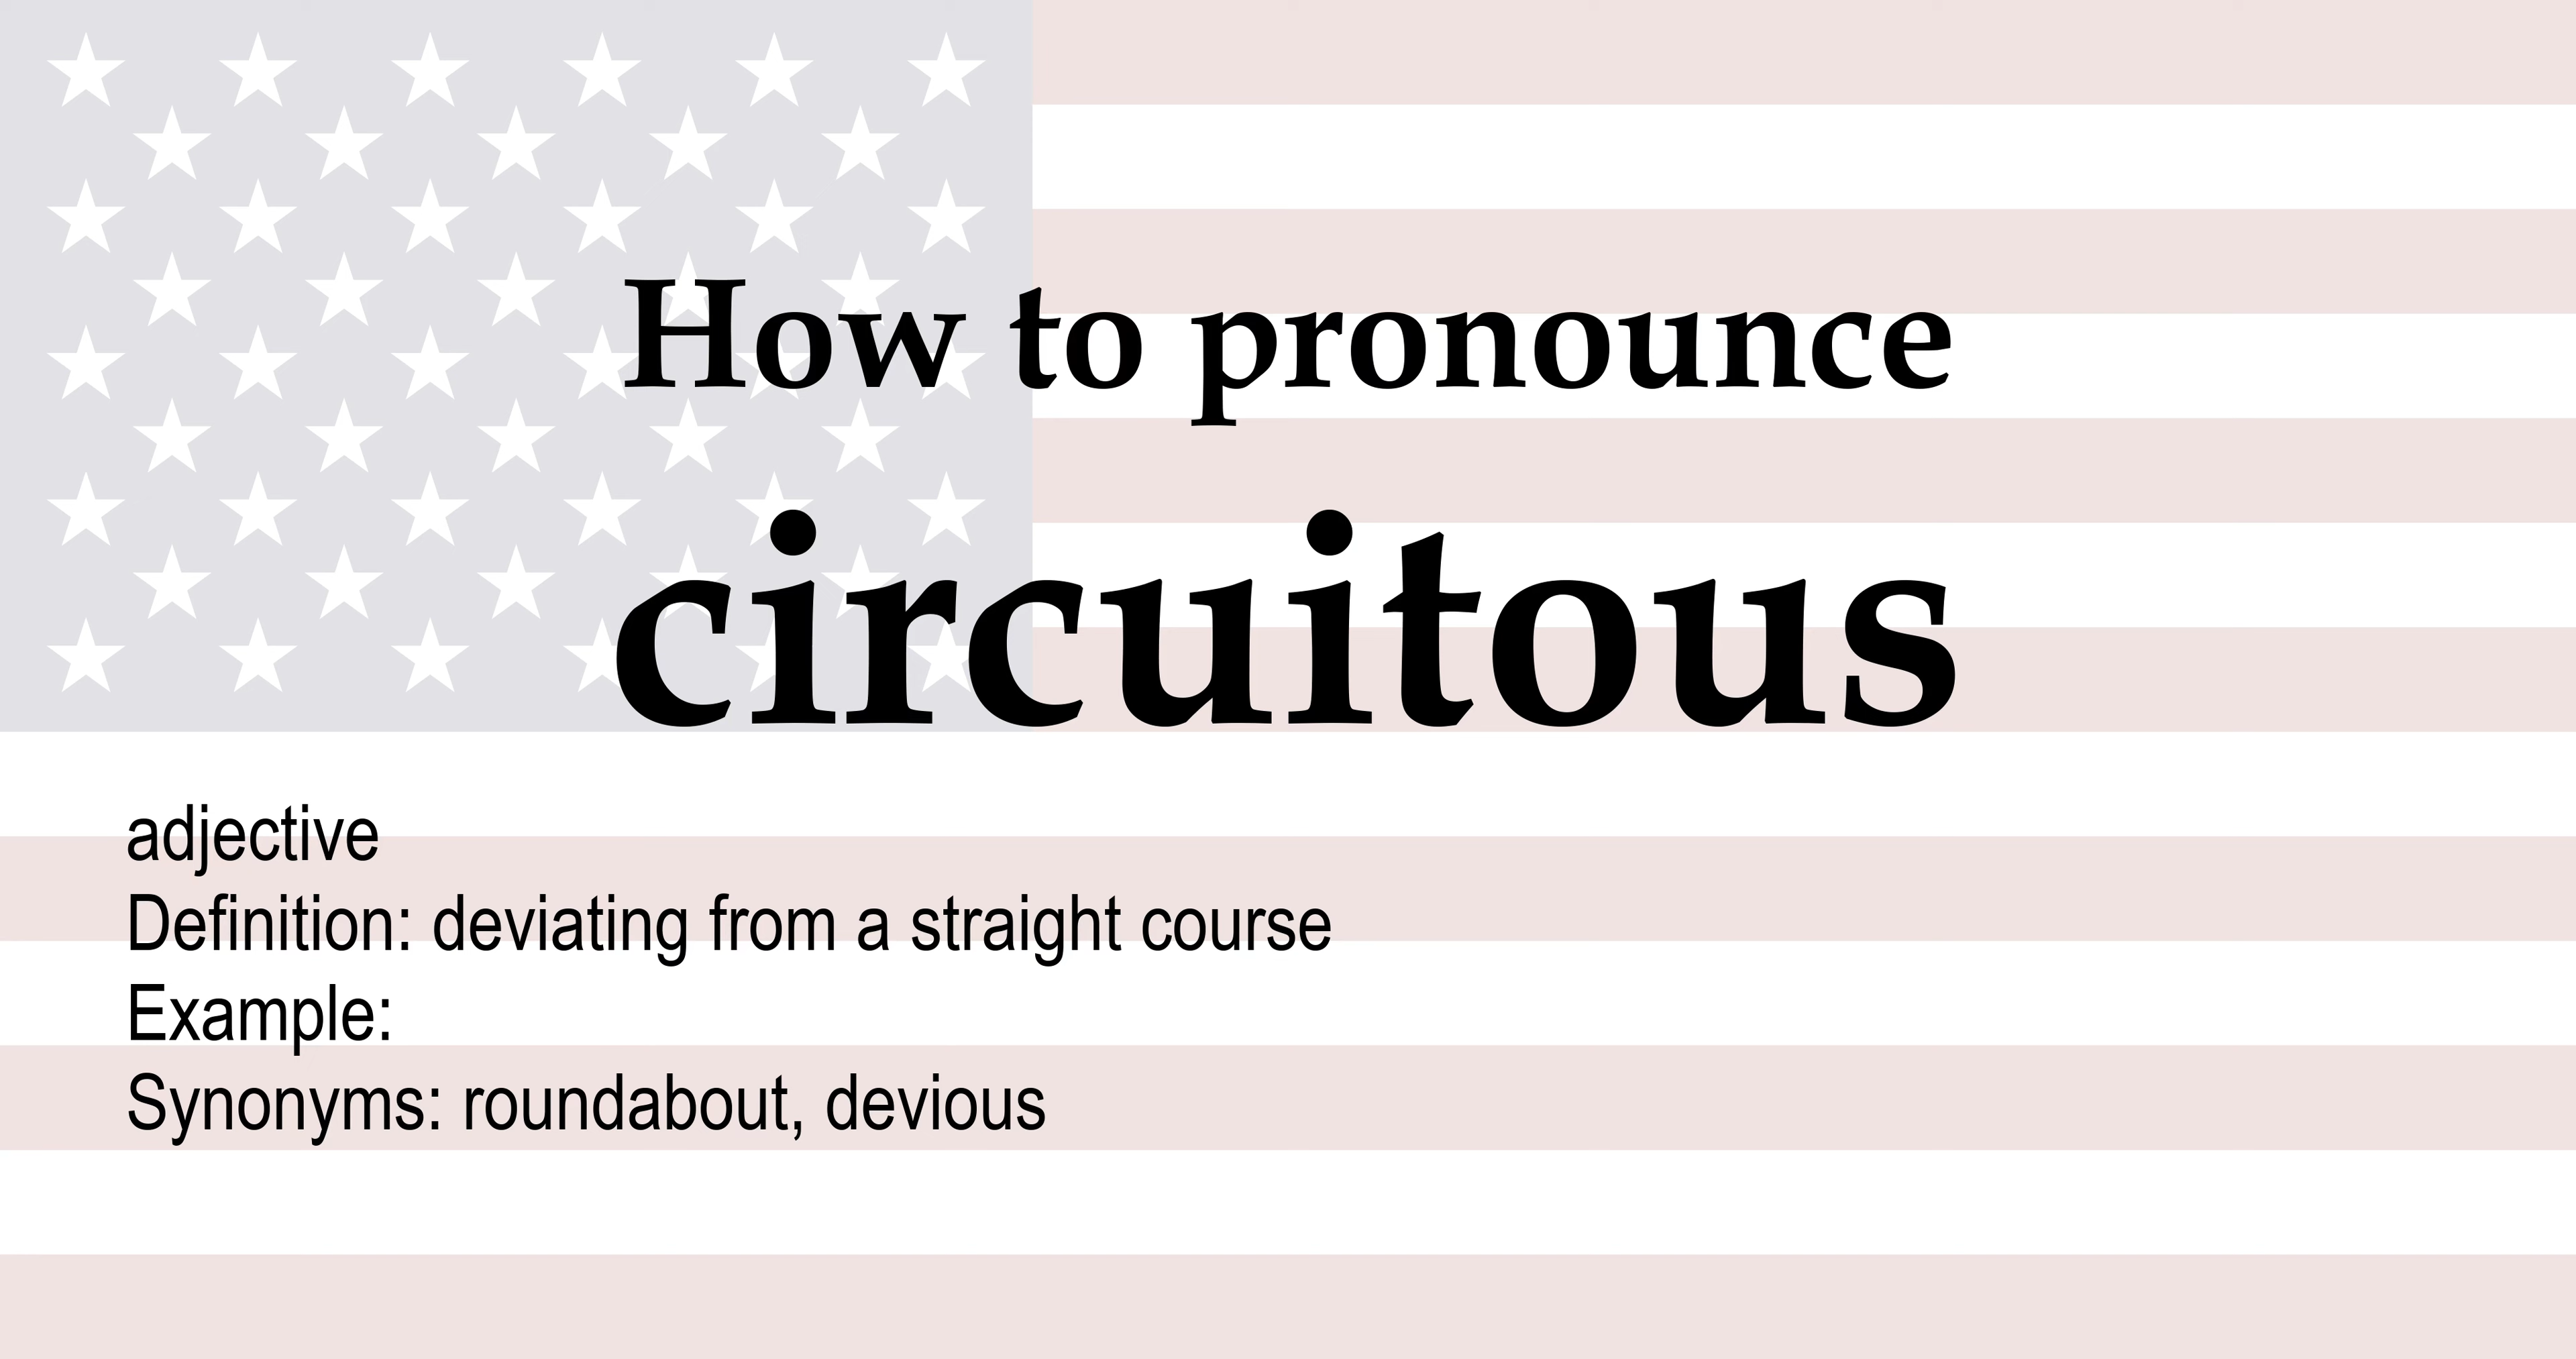 How to pronounce
circuitous
adjective
Definition: deviating from a straight course
Example:
Synonyms: roundabout, devious